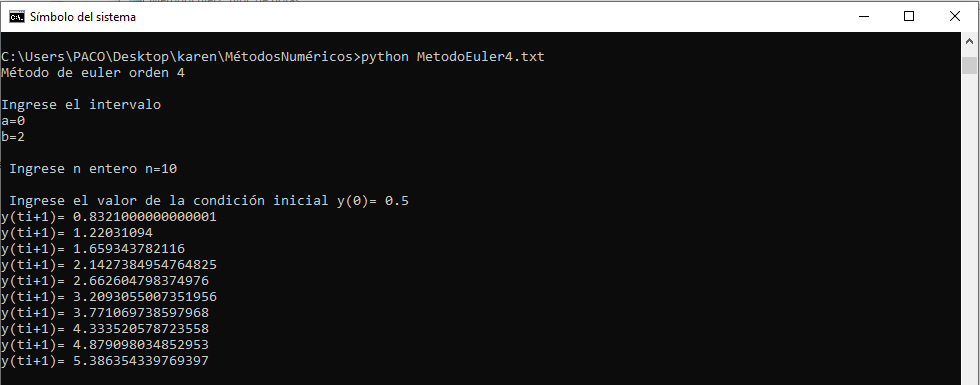 Símbolo del sistema
C:\Users\PACO\Desktop\karen\MétodosNuméricos>python MetodoEuler4.txt
Método de euler orden 4
Ingrese el intervalo
a=0
b=2
Ingrese n entero n=10
Ingrese el valor de la condición inicial y(0)= 0.5
y(ti+1)= 0.8321000000000001
y(ti+1)= 1.22031094
y(ti+1)= 1.659343782116
y(ti+1)= 2.1427384954764825
y(ti+1)= 2.662604798374976
y(ti+1)= 3.2093055007351956
y(ti+1)= 3.771069738597968
y(ti+1)= 4.333520578723558
y(ti+1)= 4.879098034852953
y(ti+1)= 5.386354339769397